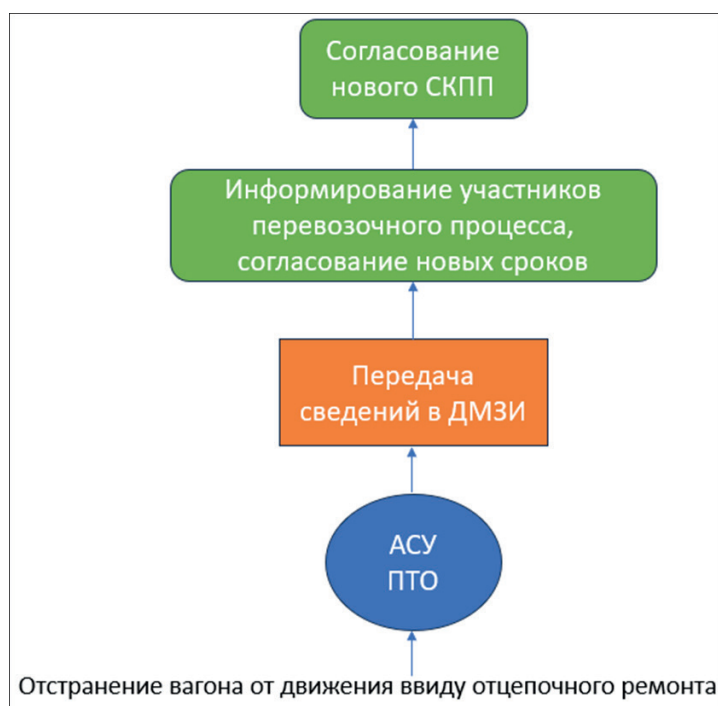 Согласование
нового СКПП
Информирование участников
перевозочного процесса,
согласование новых сроков
Передача
сведений в ДМЗИ
АСУ
ПТО
Отстранение вагона от движения ввиду отцепочного ремонта